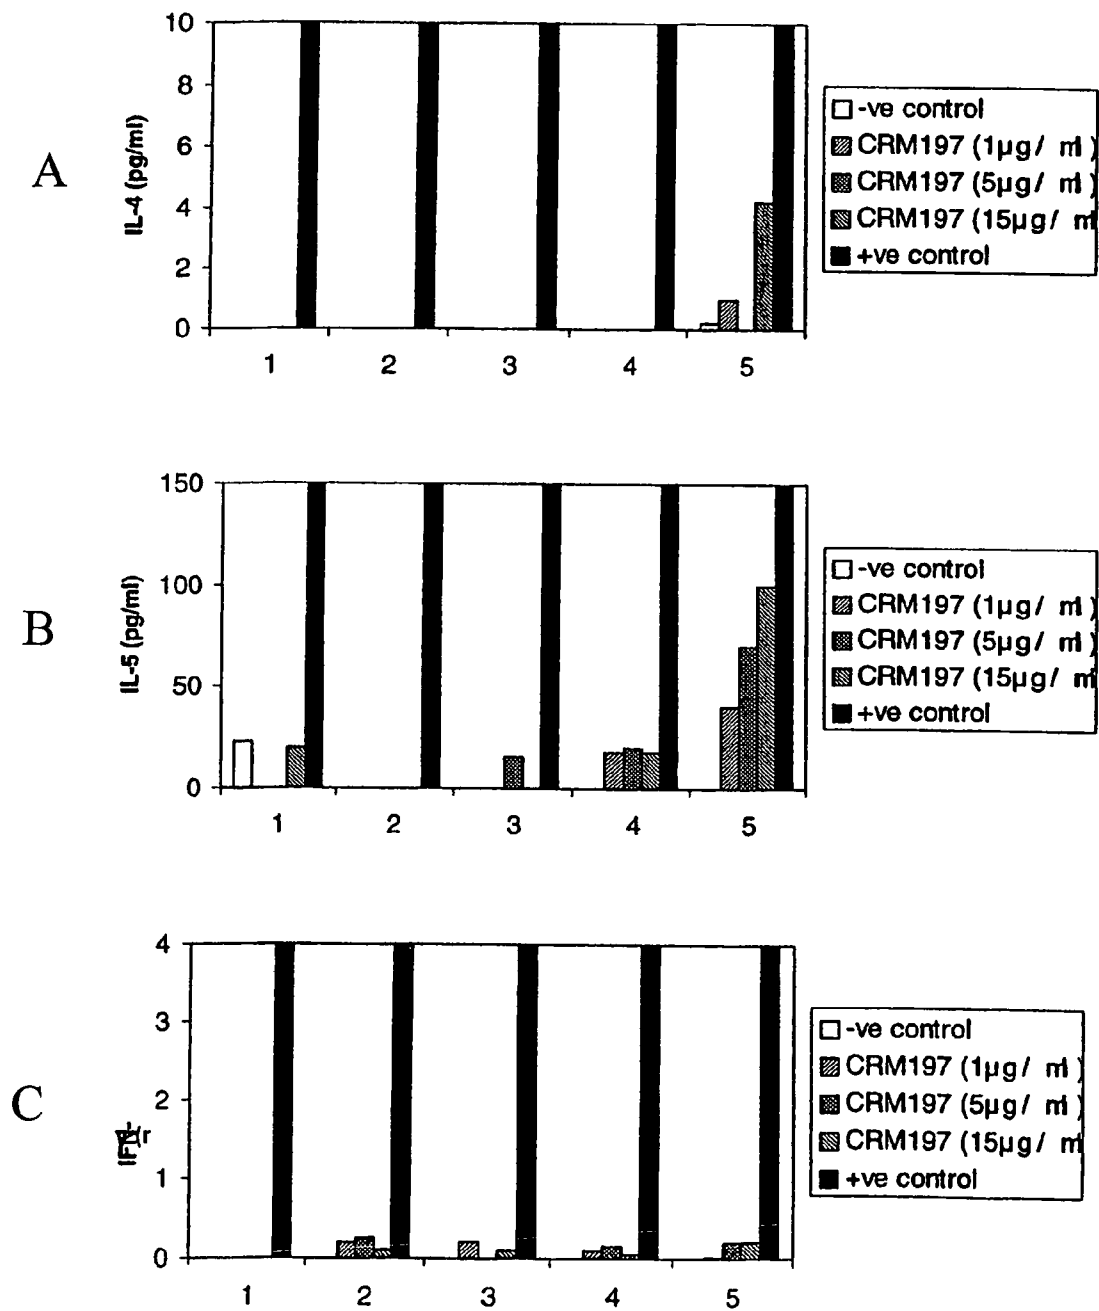 A
IL-4 (pg/ml)
10
8
6
4
2
0
1 2 3 4 5
-ve control
CRM197 (1µg/ ml)
CRM197 (5µg/ ml)
CRM197 (15µg/ ml
+ve control
B
IL-5 (pg/ml)
150
100
50
0
1 2 3 4 5
-ve control
CRM197 (1µg/ ml)
CRM197 (5µg/ ml)
CRM197 (15µg/ ml
+ve control
C
4
3
2
1
0
1 2 3 4 5
-ve control
CRM197 (1µg/ ml)
CRM197 (5µg/ ml)
CRM197 (15µg/ ml
+ve control